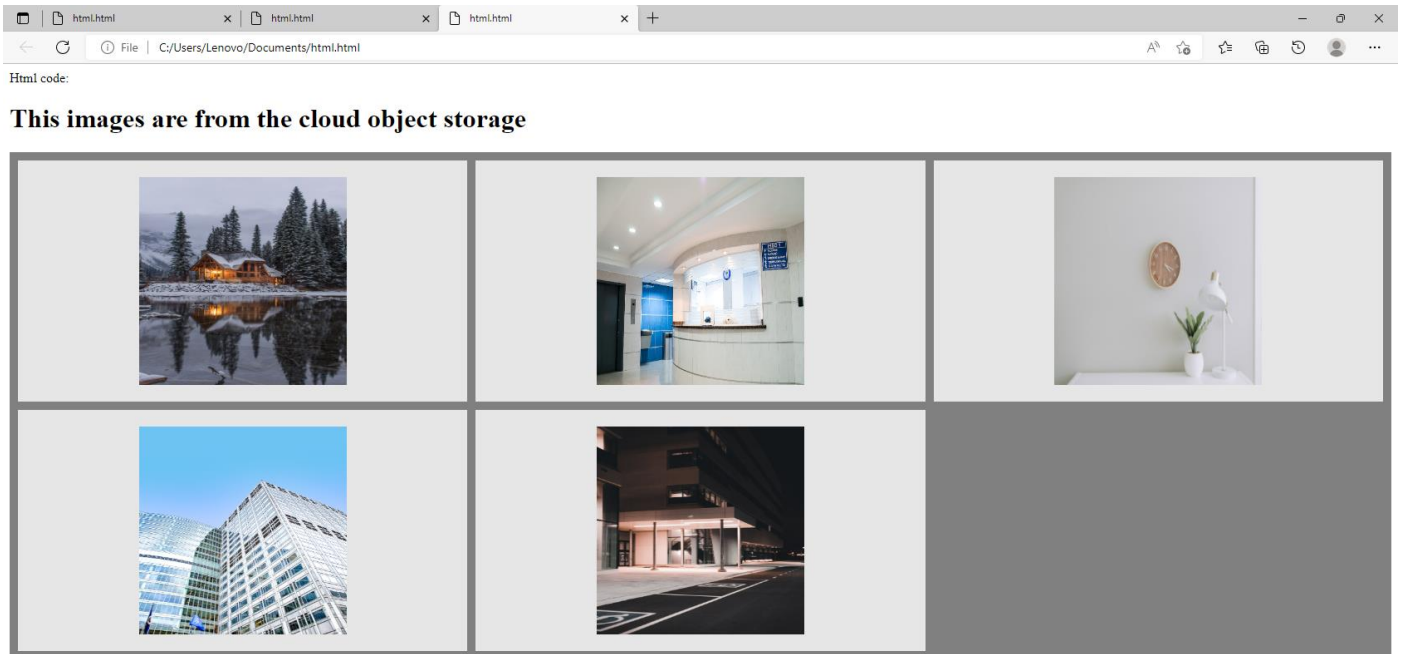 html.html
html.html
html.html
File
C:/Users/Lenovo/Documents/html.html
Html code:
This images are from the cloud object storage